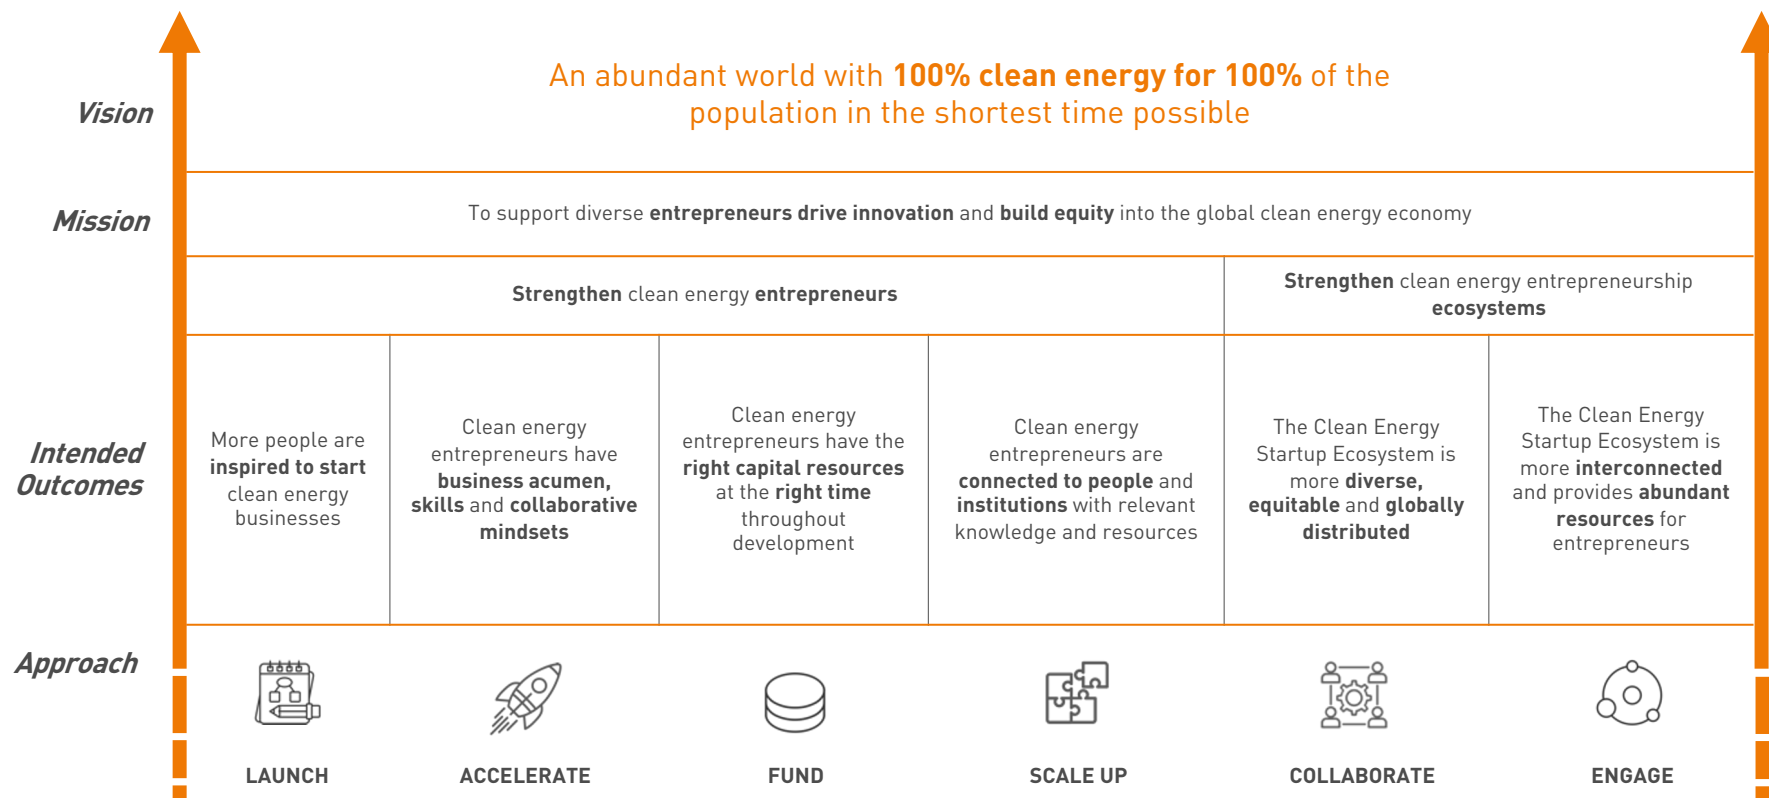 Vision
An abundant world with 100% clean energy for 100% of the
population in the shortest time possible
Mission
To support diverse entrepreneurs drive innovation and build equity into the global clean energy economy
Strengthen clean energy entrepreneurs
Strengthen clean energy entrepreneurship
ecosystems
Intended
Outcomes
More people are
inspired to start
clean energy
businesses
Clean energy
entrepreneurs have
business acumen,
skills and collaborative
mindsets
Clean energy
entrepreneurs have the
right capital resources
at the right time
throughout
development
Clean energy
entrepreneurs are
connected to people and
institutions with relevant
knowledge and resources
The Clean Energy
Startup Ecosystem is
more diverse,
equitable and globally
distributed
The Clean Energy
Startup Ecosystem is
more interconnected
and provides abundant
resources for
entrepreneurs
Approach
LAUNCH
ACCELERATE
FUND
SCALE UP
COLLABORATE
ENGAGE